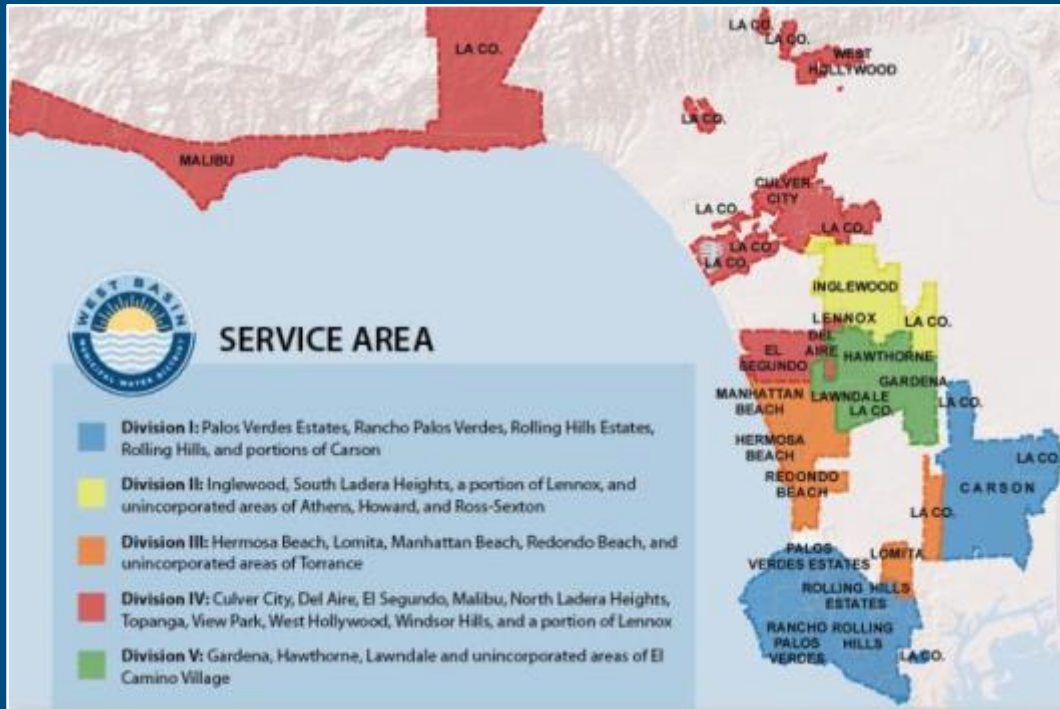 LA CO.
LA CO.
LA CO.
WEST
HOLLYWOOD
LA CO.
MALIBU
CULVER
CITY
LA CO.
LA CO.
LA CO.
LA CO.
INGLEWOOD
LENNOX
LA CO.
DEL
AIRE
HAWTHORNE
EL
SEGUNDO
GARDENA
MANHATTAN
BEACH
LAWNDALE
LA CO.
LA CO.
HERMOSA
BEACH
LA CO.
REDONDO
BEACH
CARSON
LA CO.
PALOS
VERDES ESTATES
LOMITA
ROLLING HILLS
ESTATES
RANCHO
PALOS
VERDES
ROLLING
HILLS
LA CO.
WEST BASIN
MUNICIPAL WATER DISTRICT
SERVICE AREA
Division I: Palos Verdes Estates, Rancho Palos Verdes, Rolling Hills Estates,
Rolling Hills, and portions of Carson
Division II: Inglewood, South Ladera Heights, a portion of Lennox, and
unincorporated areas of Athens, Howard, and Ross-Sexton
Division III: Hermosa Beach, Lomita, Manhattan Beach, Redondo Beach, and
unincorporated areas of Torrance
Division IV: Culver City, Del Aire, El Segundo, Malibu, North Ladera Heights,
Topanga, View Park, West Hollywood, Windsor Hills, and a portion of Lennox
Division V: Gardena, Hawthorne, Lawndale and unincorporated areas of El
Camino Village